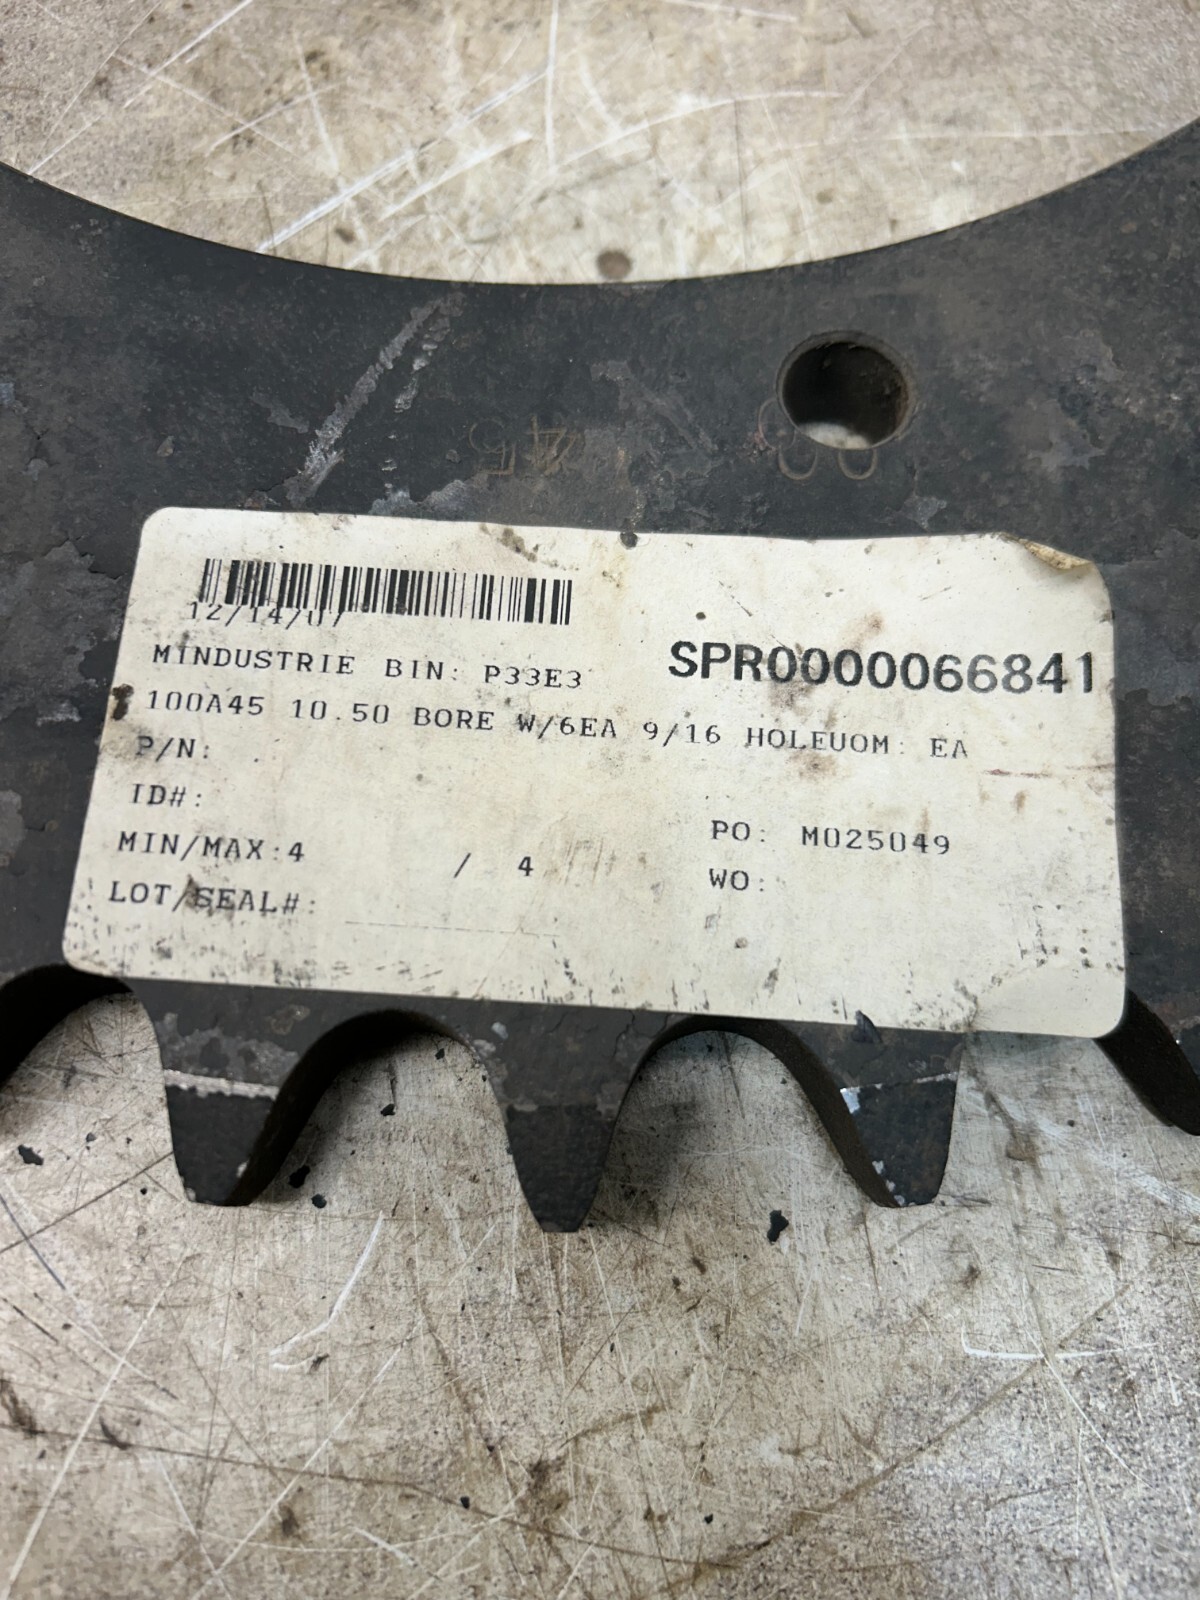 45
12/14/07
MINDUSTRIE BIN: P33E3
SPR0000066841
100A45 10.50 BORE W/6EA 9/16 HOLEUOM: EA
P/N:
ID#:
MIN/MAX:4 / 4
PO: M025049
LOT/SEAL#:
WO: